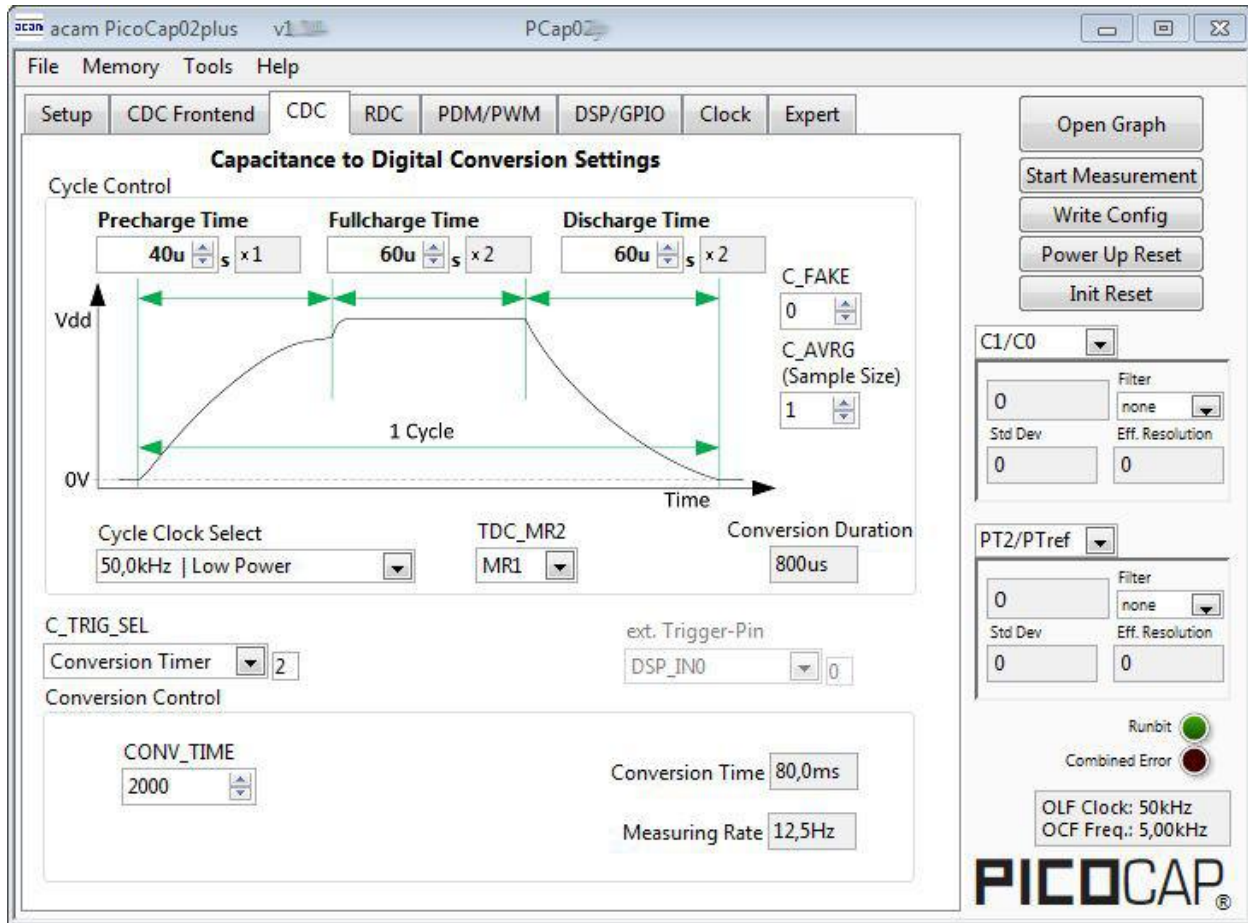 acam acam PicoCap02plus v1. PCap02
File Memory Tools Help
Setup CDC Frontend CDC RDC PDM/PWM DSP/GPIO Clock Expert
Capacitance to Digital Conversion Settings
Cycle Control
Precharge Time Fullcharge Time Discharge Time
40u s x1 60u s x2 60u s x2
C_FAKE
0
C_AVRG
(Sample Size)
1
Vdd
1 Cycle
0V
Time
Cycle Clock Select TDC_MR2 Conversion Duration
50,0kHz | Low Power MR1 800us
C_TRIG_SEL ext. Trigger-Pin
Conversion Timer 2 DSP_IN0 0
Conversion Control
CONV_TIME
2000
Conversion Time 80,0ms
Measuring Rate 12,5Hz
Open Graph
Start Measurement
Write Config
Power Up Reset
Init Reset
C1/C0
Filter
0 none
Std Dev Eff. Resolution
0 0
PT2/PTref
Filter
0 none
Std Dev Eff. Resolution
0 0
Runbit
Combined Error
OLF Clock: 50kHz
OCF Freq.: 5,00kHz
PICOCAP®